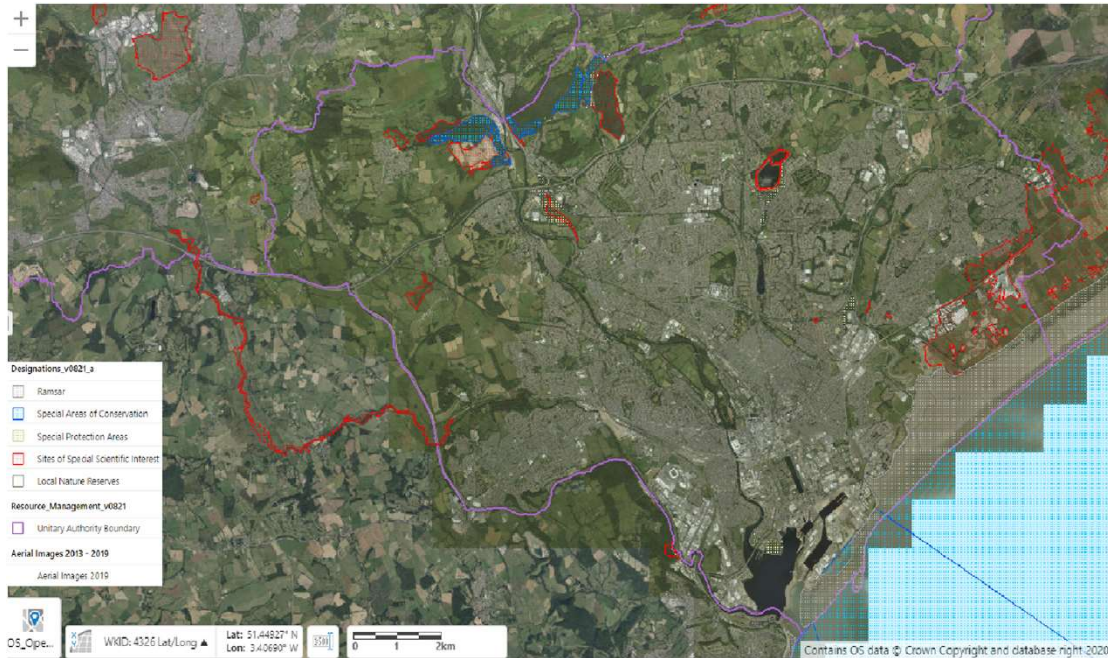 +
−
Designations_v0821_a
Ramsar
Special Areas of Conservation
Special Protection Areas
Sites of Special Scientific Interest
Local Nature Reserves
Resource_Management_v0821
Unitary Authority Boundary
Aerial Images 2013 - 2019
Aerial Images 2019
OS_Ope...
WKID: 4326 Lat/Long ▲
Lat: 51.44927° N
Lon: 3.40690° W
0 1 2km
Contains OS data © Crown Copyright and database right 2020